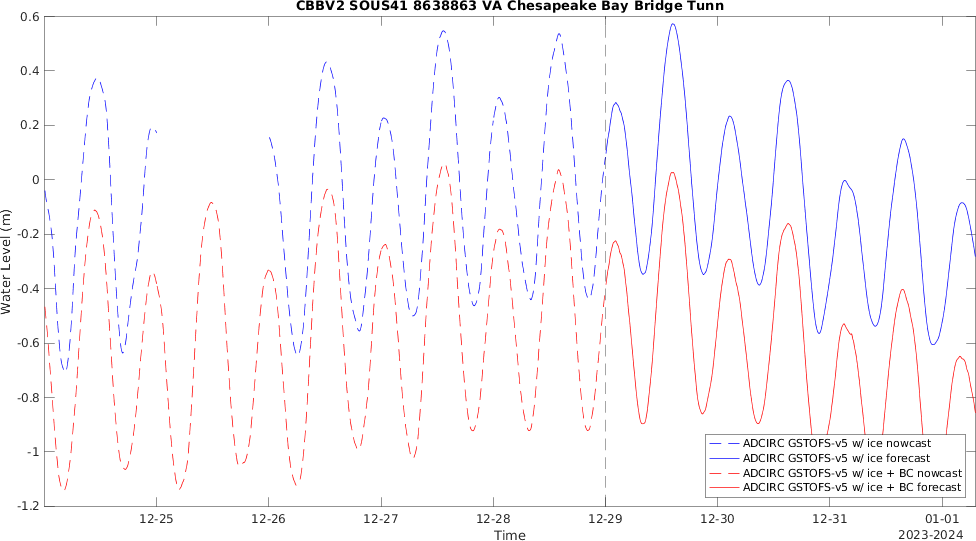 CBBV2 SOUS41 8638863 VA Chesapeake Bay Bridge Tunn
0.6
0.4
0.2
0
-0.2
-0.4
-0.6
-0.8
-1
-1.2
Water Level (m)
ADCIRC GSTOFS-v5 w/ ice nowcast
ADCIRC GSTOFS-v5 w/ ice forecast
ADCIRC GSTOFS-v5 w/ ice + BC nowcast
ADCIRC GSTOFS-v5 w/ ice + BC forecast
12-25 12-26 12-27 12-28 12-29 12-30 12-31 01-01
Time
2023-2024